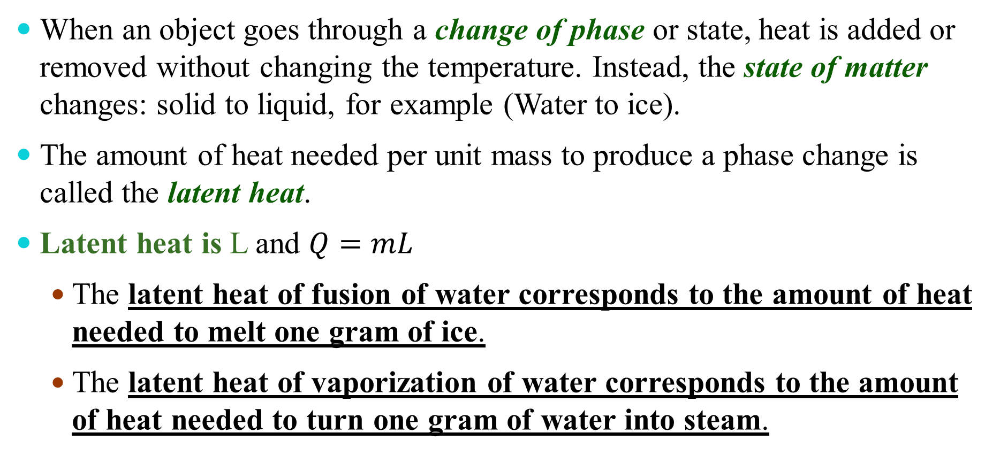 • When an object goes through a change of phase or state, heat is added or
removed without changing the temperature. Instead, the state of matter
changes: solid to liquid, for example (Water to ice).
• The amount of heat needed per unit mass to produce a phase change is
called the latent heat.
• Latent heat is L and Q = mL
• The latent heat of fusion of water corresponds to the amount of heat
needed to melt one gram of ice.
• The latent heat of vaporization of water corresponds to the amount
of heat needed to turn one gram of water into steam.